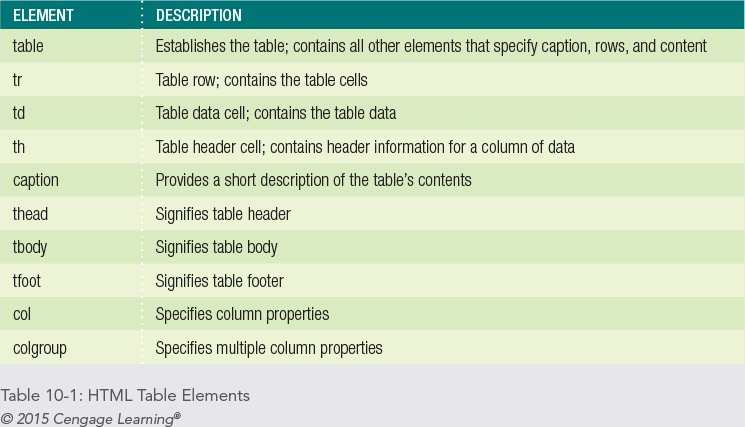 ELEMENT DESCRIPTION
table Establishes the table; contains all other elements that specify caption, rows, and content
tr Table row; contains the table cells
td Table data cell; contains the table data
th Table header cell; contains header information for a column of data
caption Provides a short description of the table’s contents
thead Signifies table header
tbody Signifies table body
tfoot Signifies table footer
col Specifies column properties
colgroup Specifies multiple column properties
Table 10-1: HTML Table Elements
© 2015 Cengage Learning®